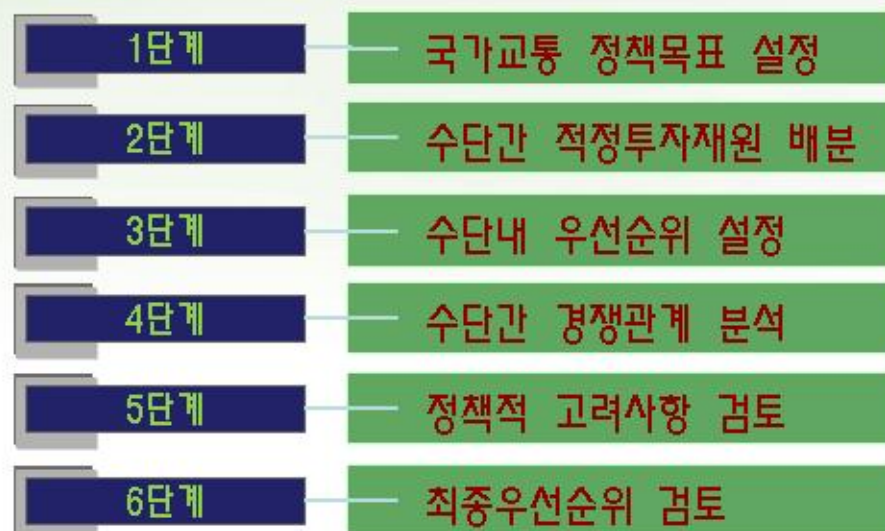 1단계 국가교통 정책목표 설정
2단계 수단간 적정투자재원 배분
3단계 수단내 우선순위 설정
4단계 수단간 경쟁관계 분석
5단계 정책적 고려사항 검토
6단계 최종우선순위 검토